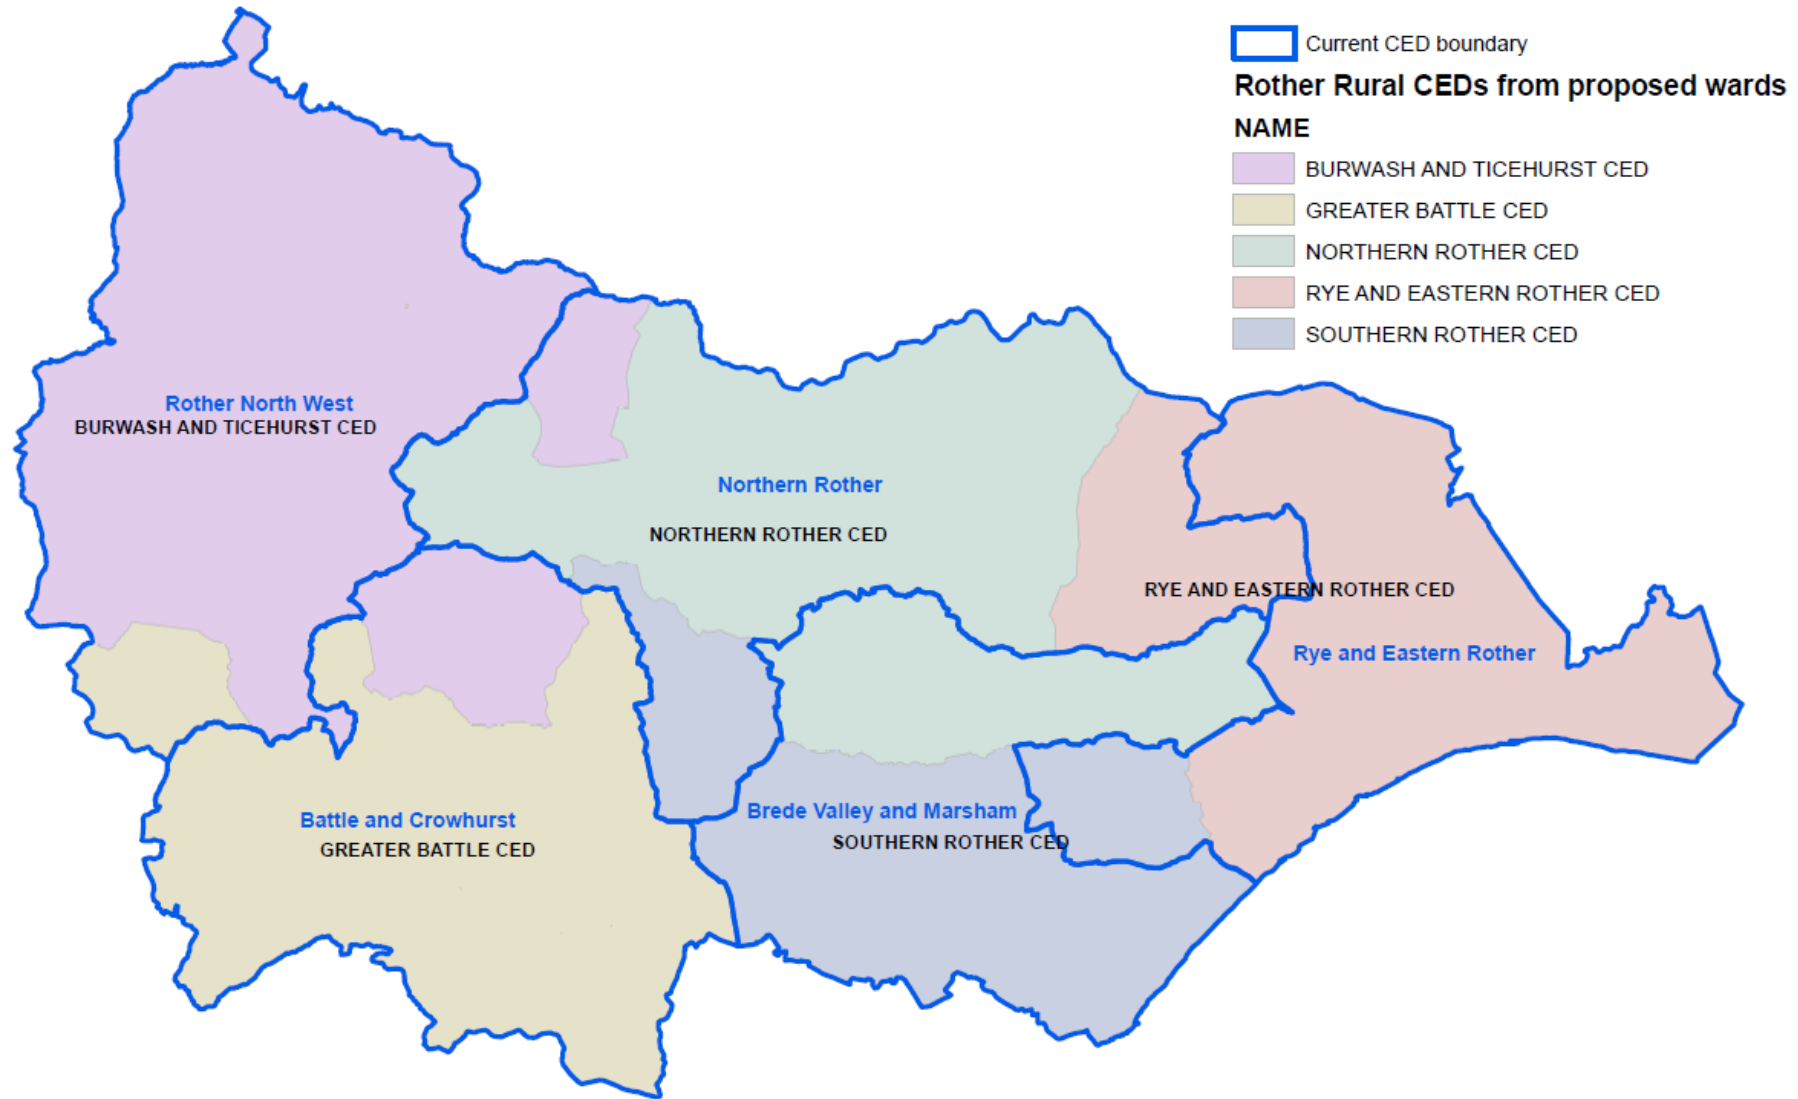 Current CED boundary
Rother Rural CEDs from proposed wards
NAME
BURWASH AND TICEHURST CED
GREATER BATTLE CED
NORTHERN ROTHER CED
RYE AND EASTERN ROTHER CED
SOUTHERN ROTHER CED
Rother North West
BURWASH AND TICEHURST CED
Northern Rother
NORTHERN ROTHER CED
RYE AND EASTERN ROTHER CED
Rye and Eastern Rother
Battle and Crowhurst
GREATER BATTLE CED
Brede Valley and Marsham
SOUTHERN ROTHER CED